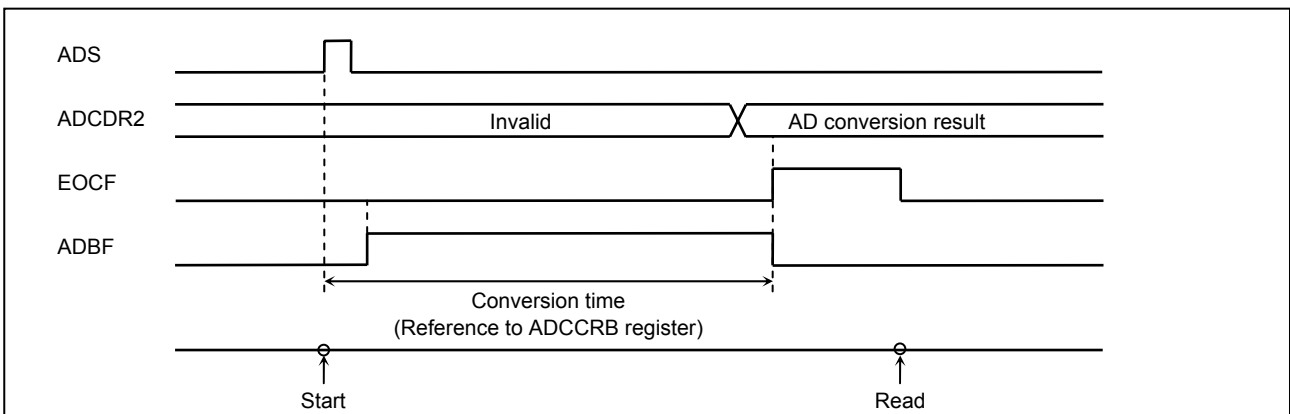 ADS
ADCDR2 Invalid AD conversion result
EOCF
ADBF
Conversion time
(Reference to ADCCRB register)
Start Read